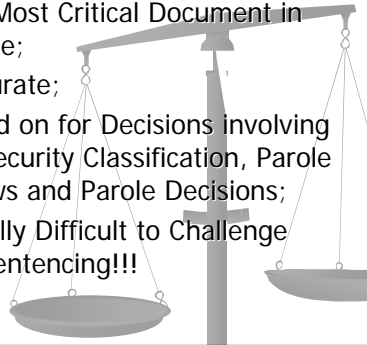 Most Critical Document in
e;
urate;
d on for Decisions involving
ecurity Classification, Parole
ws and Parole Decisions;
lly Difficult to Challenge
entencing!!!